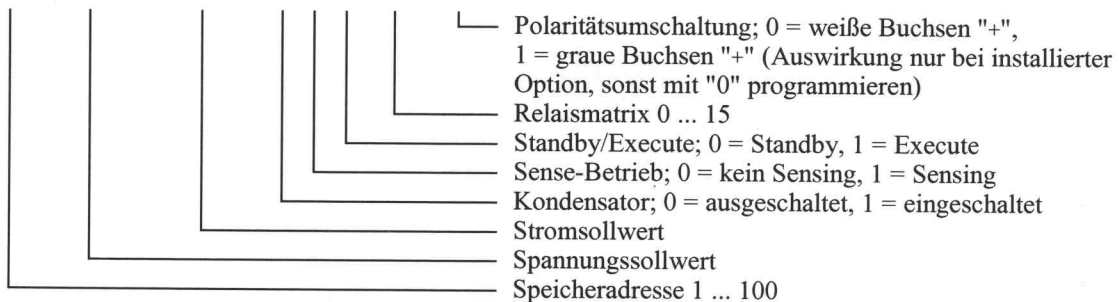 Polaritätsumschaltung; 0 = weiße Buchsen "+",
1 = graue Buchsen "+" (Auswirkung nur bei installierter
Option, sonst mit "0" programmieren)
Relaismatrix 0 ... 15
Standby/Execute; 0 = Standby, 1 = Execute
Sense-Betrieb; 0 = kein Sensing, 1 = Sensing
Kondensator; 0 = ausgeschaltet, 1 = eingeschaltet
Stromsollwert
Spannungssollwert
Speicheradresse 1 ... 100